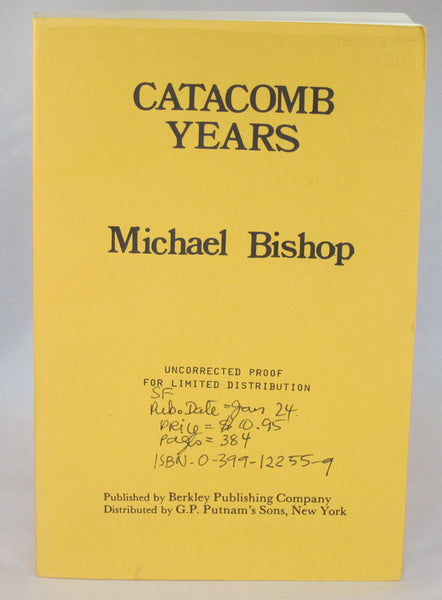 CATACOMB
YEARS
Michael Bishop
UNCORRECTED PROOF
FOR LIMITED DISTRIBUTION
SF
Pub. Date = Jan 24.
PRice = $10.95
Pages = 384
ISBN-0-399-12255-9
Published by Berkley Publishing Company
Distributed by G.P. Putnam's Sons, New York